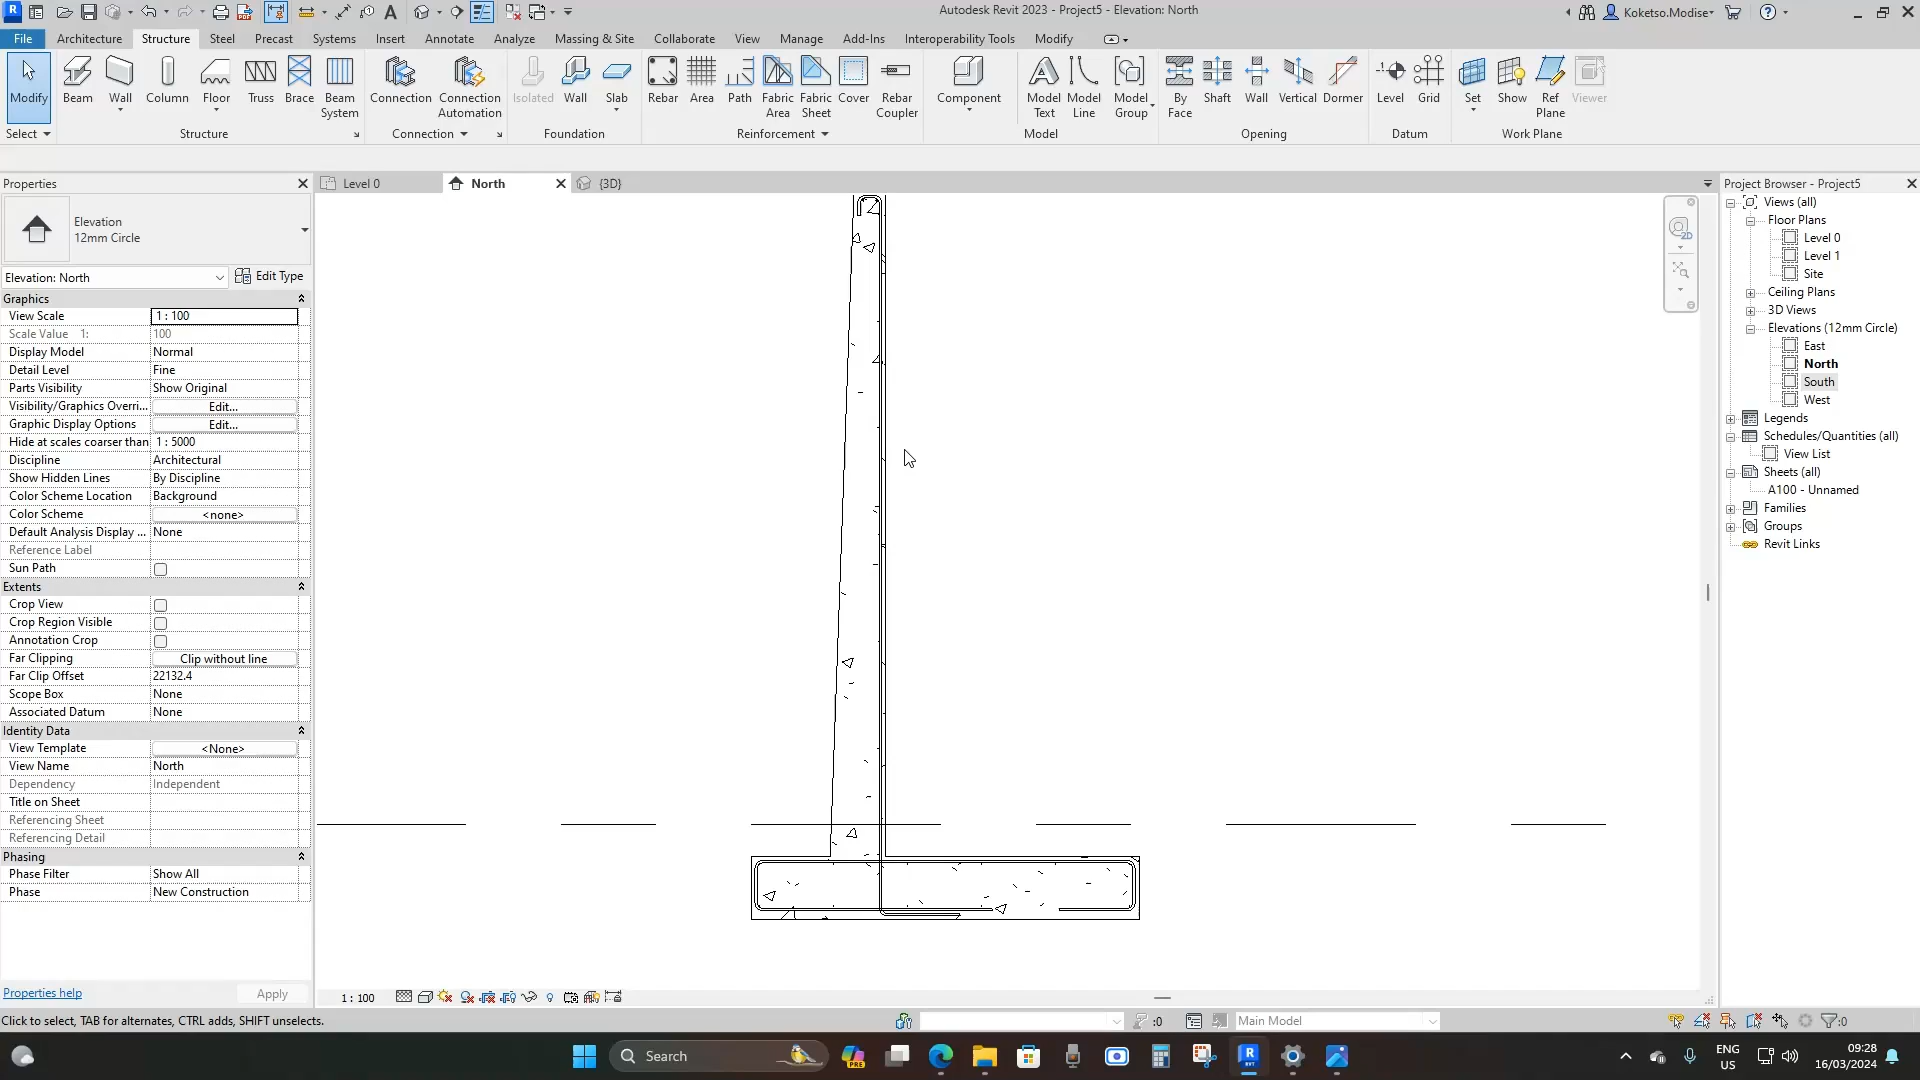 Autodesk Revit 2023 - Project5 - Elevation: North
Koketso.Modise
File
Architecture
Structure
Steel
Precast
Systems
Insert
Annotate
Analyze
Massing & Site
Collaborate
View
Manage
Add-Ins
Interoperability Tools
Modify
Modify
Beam
Wall
Column
Floor
Truss
Brace
Beam System
Connection
Connection Automation
Isolated
Wall
Slab
Rebar
Area
Path
Fabric Area
Fabric Sheet
Cover
Rebar Coupler
Component
Model Text
Model Line
Model Group
By Face
Shaft
Wall
Vertical
Dormer
Level
Grid
Set
Show
Ref Plane
Viewer
Select
Structure
Connection
Foundation
Reinforcement
Model
Opening
Datum
Work Plane
Properties
Elevation
12mm Circle
Elevation: North
Edit Type
Graphics
View Scale 1 : 100
Scale Value 1: 100
Display Model Normal
Detail Level Fine
Parts Visibility Show Original
Visibility/Graphics Overri... Edit...
Graphic Display Options Edit...
Hide at scales coarser than 1 : 5000
Discipline Architectural
Show Hidden Lines By Discipline
Color Scheme Location Background
Color Scheme <none>
Default Analysis Display ... None
Reference Label
Sun Path
Extents
Crop View
Crop Region Visible
Annotation Crop
Far Clipping Clip without line
Far Clip Offset 22132.4
Scope Box None
Associated Datum None
Identity Data
View Template <None>
View Name North
Dependency Independent
Title on Sheet
Referencing Sheet
Referencing Detail
Phasing
Phase Filter Show All
Phase New Construction
Properties help
Apply
Level 0
North
{3D}
2D
1 : 100
Project Browser - Project5
Views (all)
Floor Plans
Level 0
Level 1
Site
Ceiling Plans
3D Views
Elevations (12mm Circle)
East
North
South
West
Legends
Schedules/Quantities (all)
View List
Sheets (all)
A100 - Unnamed
Families
Groups
Revit Links
Click to select, TAB for alternates, CTRL adds, SHIFT unselects.
:0
Main Model
:0
Search
PRE
ENG
US
09:28
16/03/2024